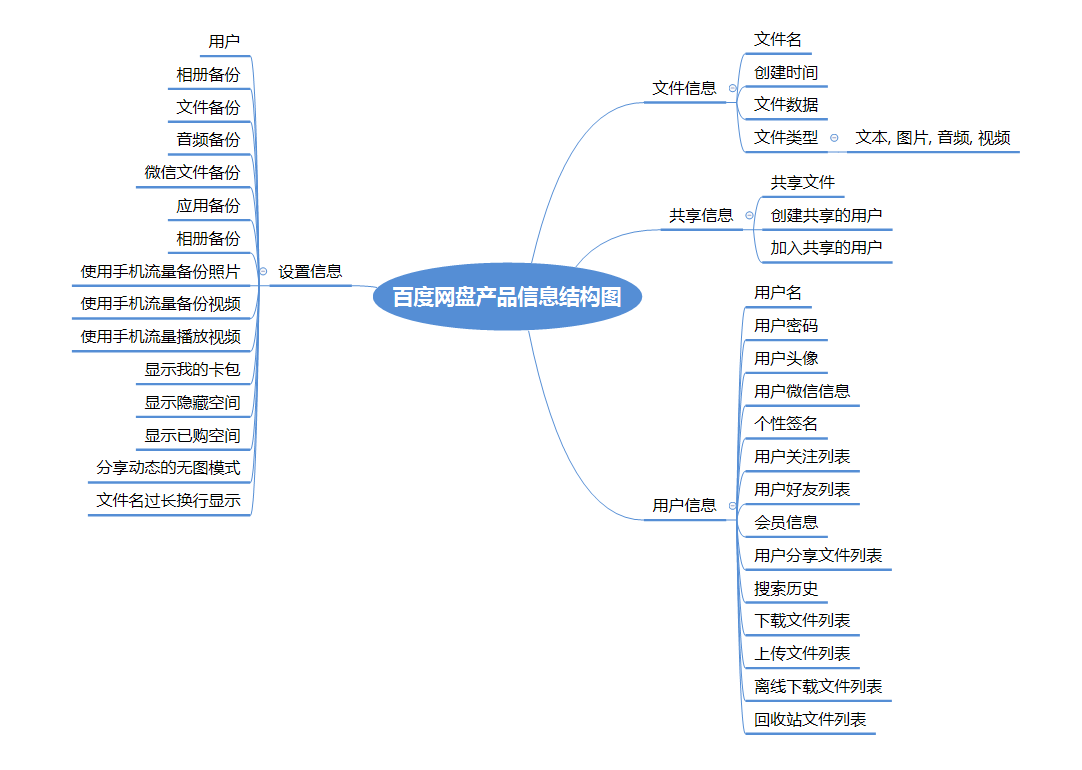 百度网盘产品信息结构图
文件信息
文件名
创建时间
文件数据
文件类型
文本, 图片, 音频, 视频
共享信息
共享文件
创建共享的用户
加入共享的用户
用户信息
用户名
用户密码
用户头像
用户微信信息
个性签名
用户关注列表
用户好友列表
会员信息
用户分享文件列表
搜索历史
下载文件列表
上传文件列表
离线下载文件列表
回收站文件列表
设置信息
用户
相册备份
文件备份
音频备份
微信文件备份
应用备份
相册备份
使用手机流量备份照片
使用手机流量备份视频
使用手机流量播放视频
显示我的卡包
显示隐藏空间
显示已购空间
分享动态的无图模式
文件名过长换行显示